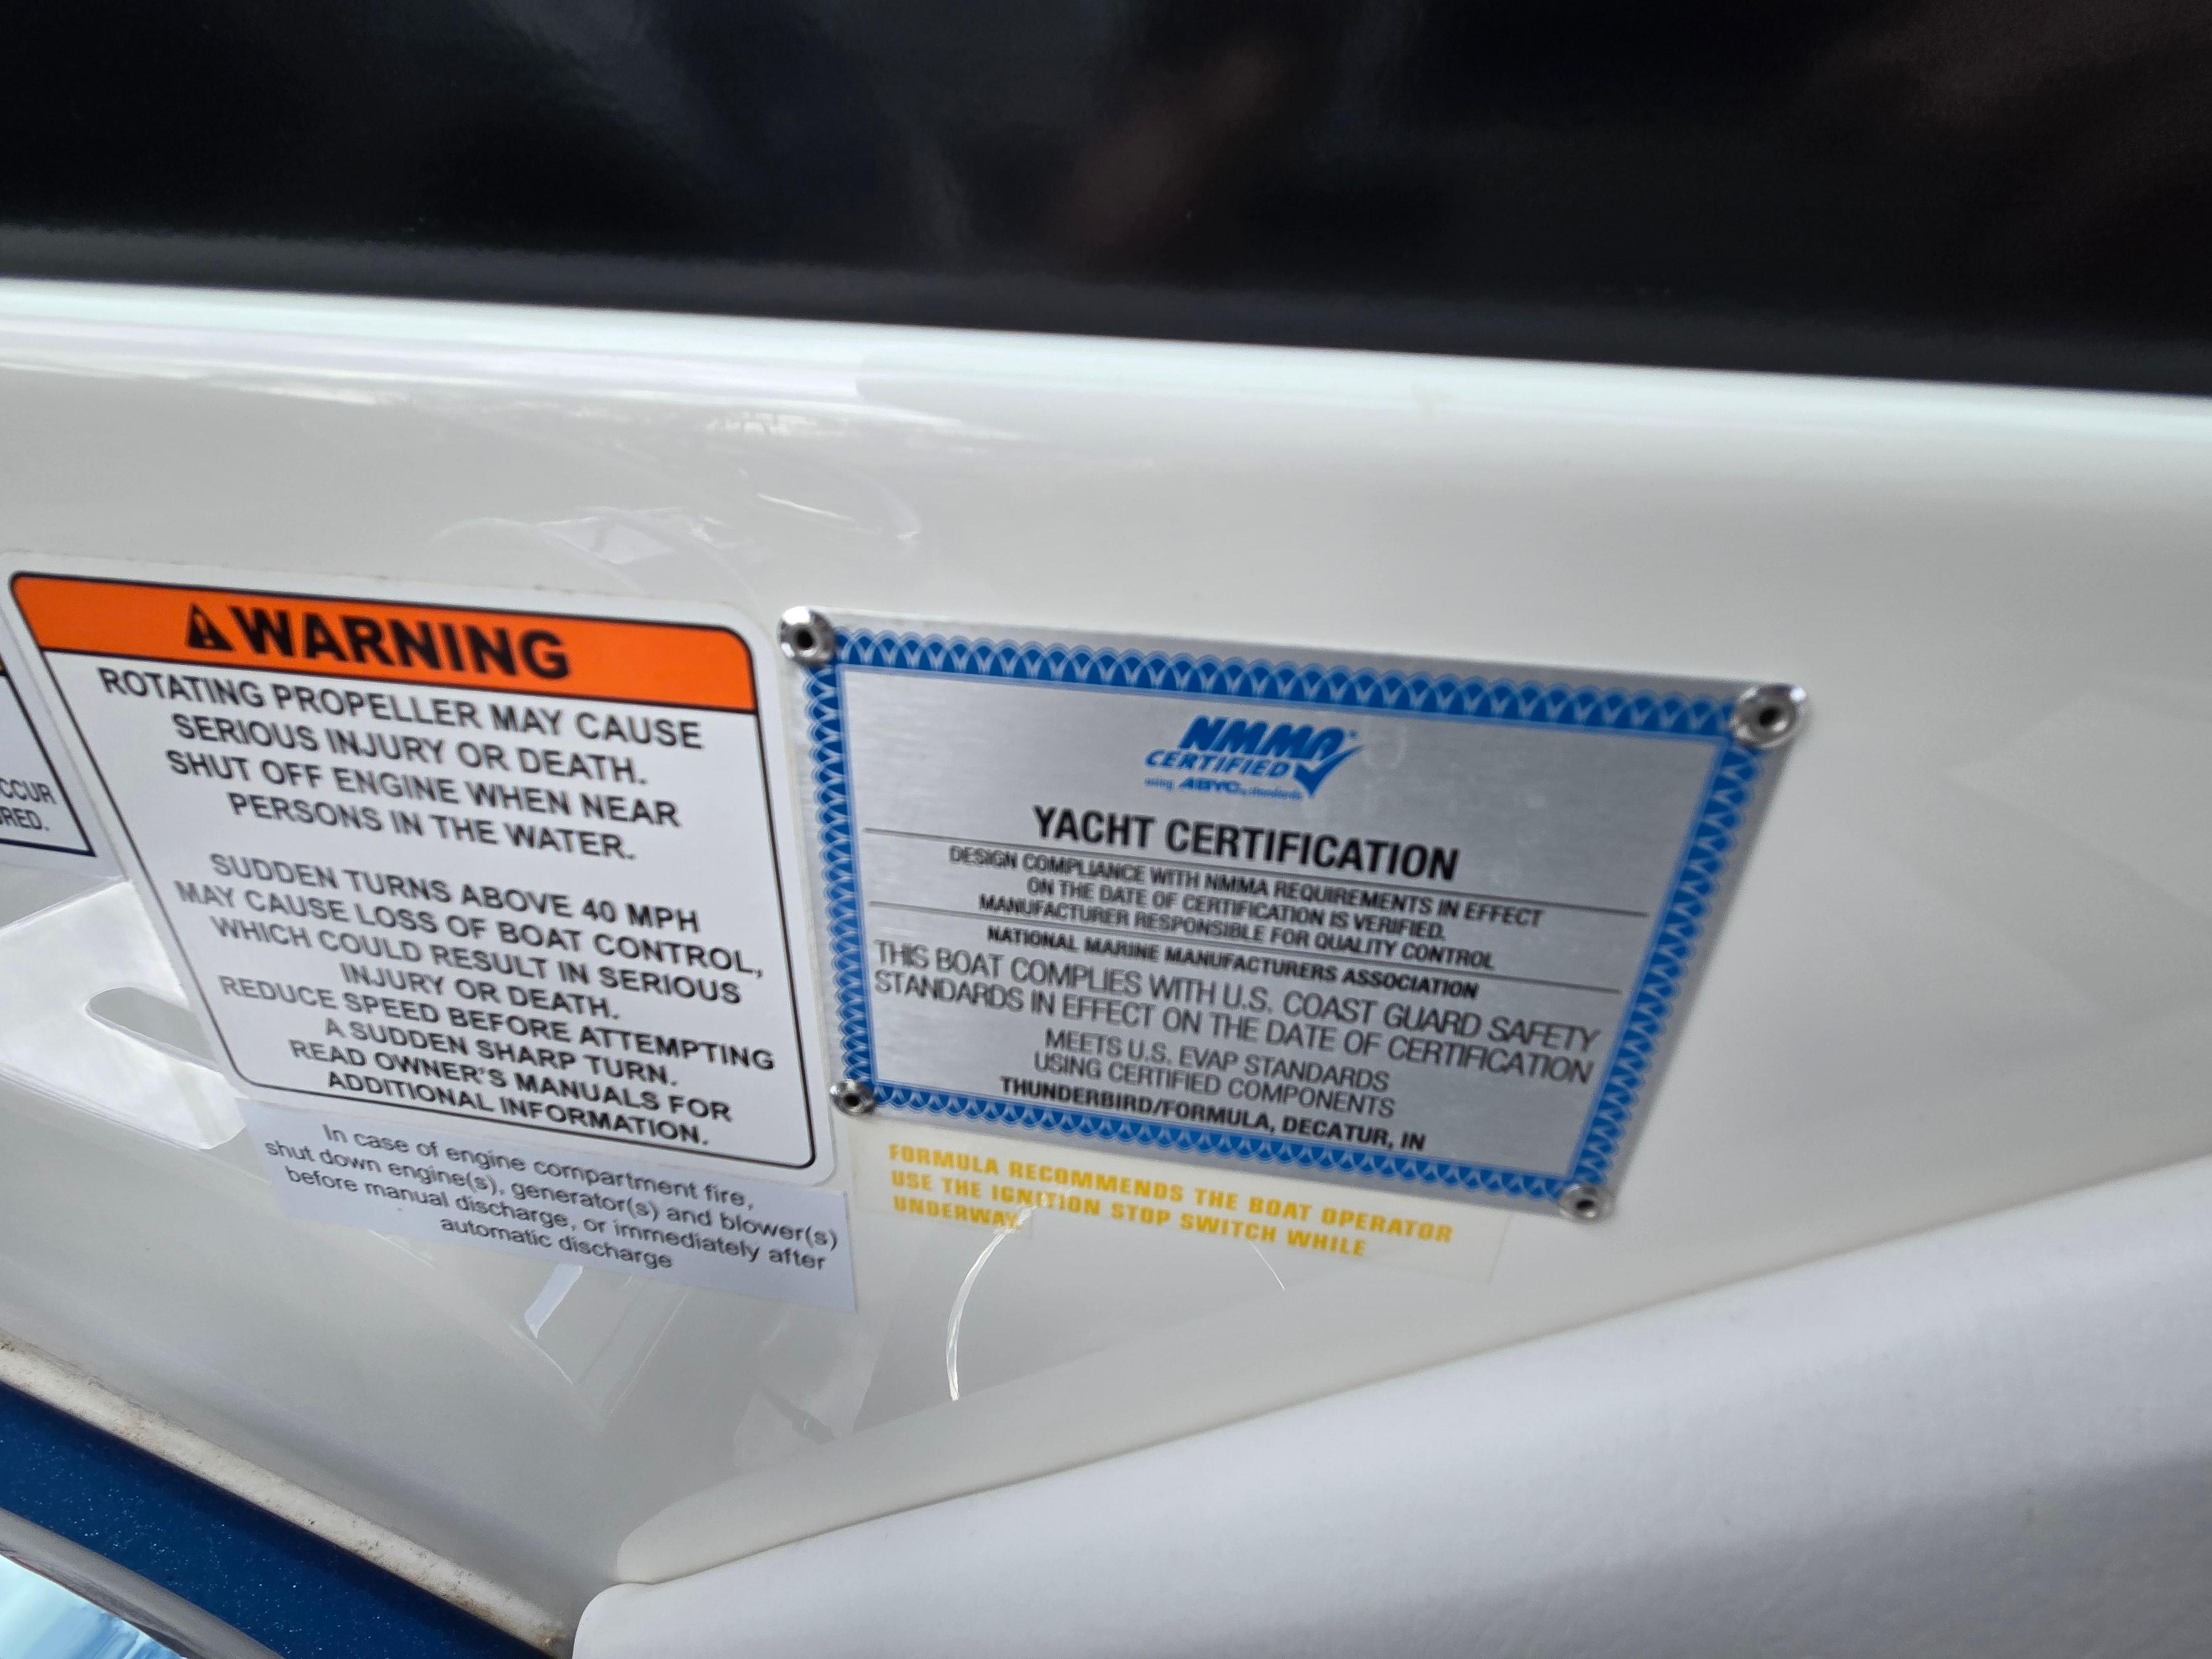 CCUR
RED.
WARNING
ROTATING PROPELLER MAY CAUSE
SERIOUS INJURY OR DEATH.
SHUT OFF ENGINE WHEN NEAR
PERSONS IN THE WATER.
SUDDEN TURNS ABOVE 40 MPH
MAY CAUSE LOSS OF BOAT CONTROL,
WHICH COULD RESULT IN SERIOUS
INJURY OR DEATH.
REDUCE SPEED BEFORE ATTEMPTING
A SUDDEN SHARP TURN.
READ OWNER'S MANUALS FOR
ADDITIONAL INFORMATION.
In case of engine compartment fire,
shut down engine(s), generator(s) and blower(s)
before manual discharge, or immediately after
automatic discharge
NMMA
CERTIFIED
using ABYC standards
YACHT CERTIFICATION
DESIGN COMPLIANCE WITH NMMA REQUIREMENTS IN EFFECT
ON THE DATE OF CERTIFICATION IS VERIFIED.
MANUFACTURER RESPONSIBLE FOR QUALITY CONTROL
NATIONAL MARINE MANUFACTURERS ASSOCIATION
THIS BOAT COMPLIES WITH U.S. COAST GUARD SAFETY
STANDARDS IN EFFECT ON THE DATE OF CERTIFICATION
MEETS U.S. EVAP STANDARDS
USING CERTIFIED COMPONENTS
THUNDERBIRD/FORMULA, DECATUR, IN
FORMULA RECOMMENDS THE BOAT OPERATOR
USE THE IGNITION STOP SWITCH WHILE
UNDERWAY